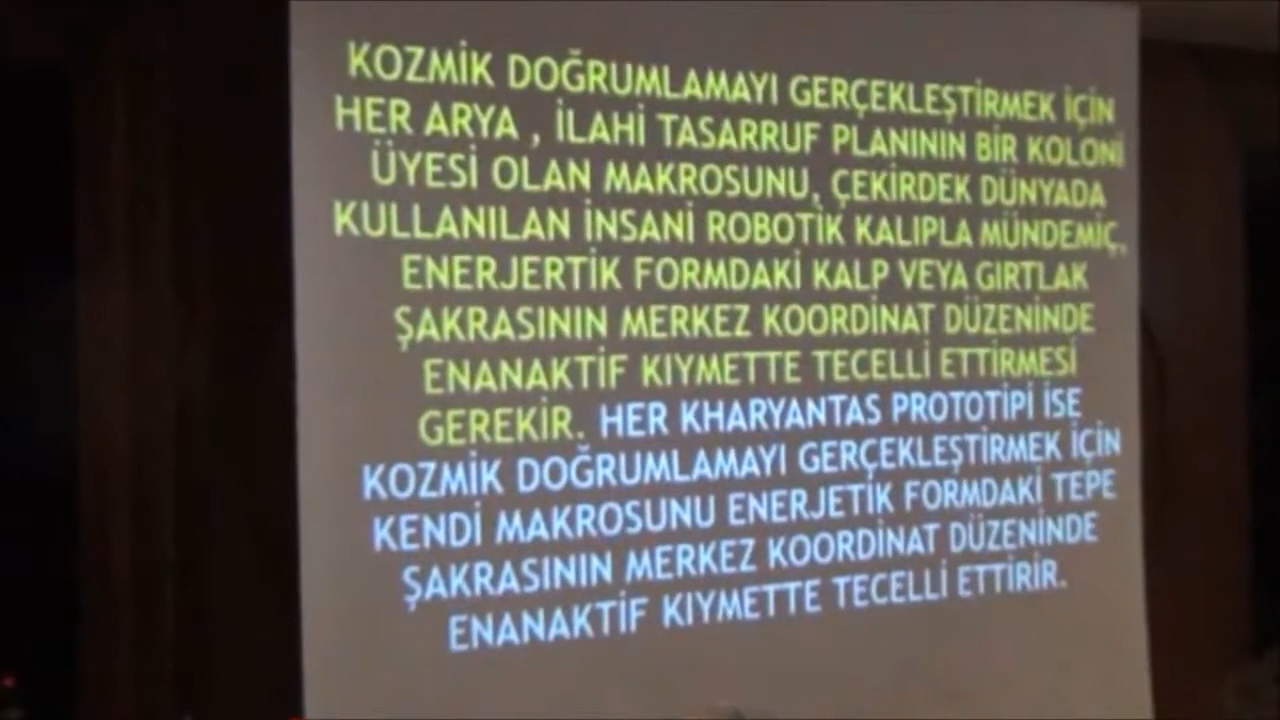 KOZMİK DOĞRUMLAMAYI GERÇEKLEŞTİRMEK İÇİN
HER ARYA , İLAHİ TASARRUF PLANININ BİR KOLONİ
ÜYESİ OLAN MAKROSUNU, ÇEKİRDEK DÜNYADA
KULLANILAN İNSANİ ROBOTİK KALIPLA MÜNDEMİÇ,
ENERJERTİK FORMDAKİ KALP VEYA GIRTLAK
ŞAKRASININ MERKEZ KOORDİNAT DÜZENİNDE
ENANAKTİF KIYMETTE TECELLİ ETTİRMESİ
GEREKİR. HER KHARYANTAS PROTOTİPİ İSE
KOZMİK DOĞRUMLAMAYI GERÇEKLEŞTİRMEK İÇİN
KENDİ MAKROSUNU ENERJETİK FORMDAKİ TEPE
ŞAKRASININ MERKEZ KOORDİNAT DÜZENİNDE
ENANAKTİF KIYMETTE TECELLİ ETTİRİR.